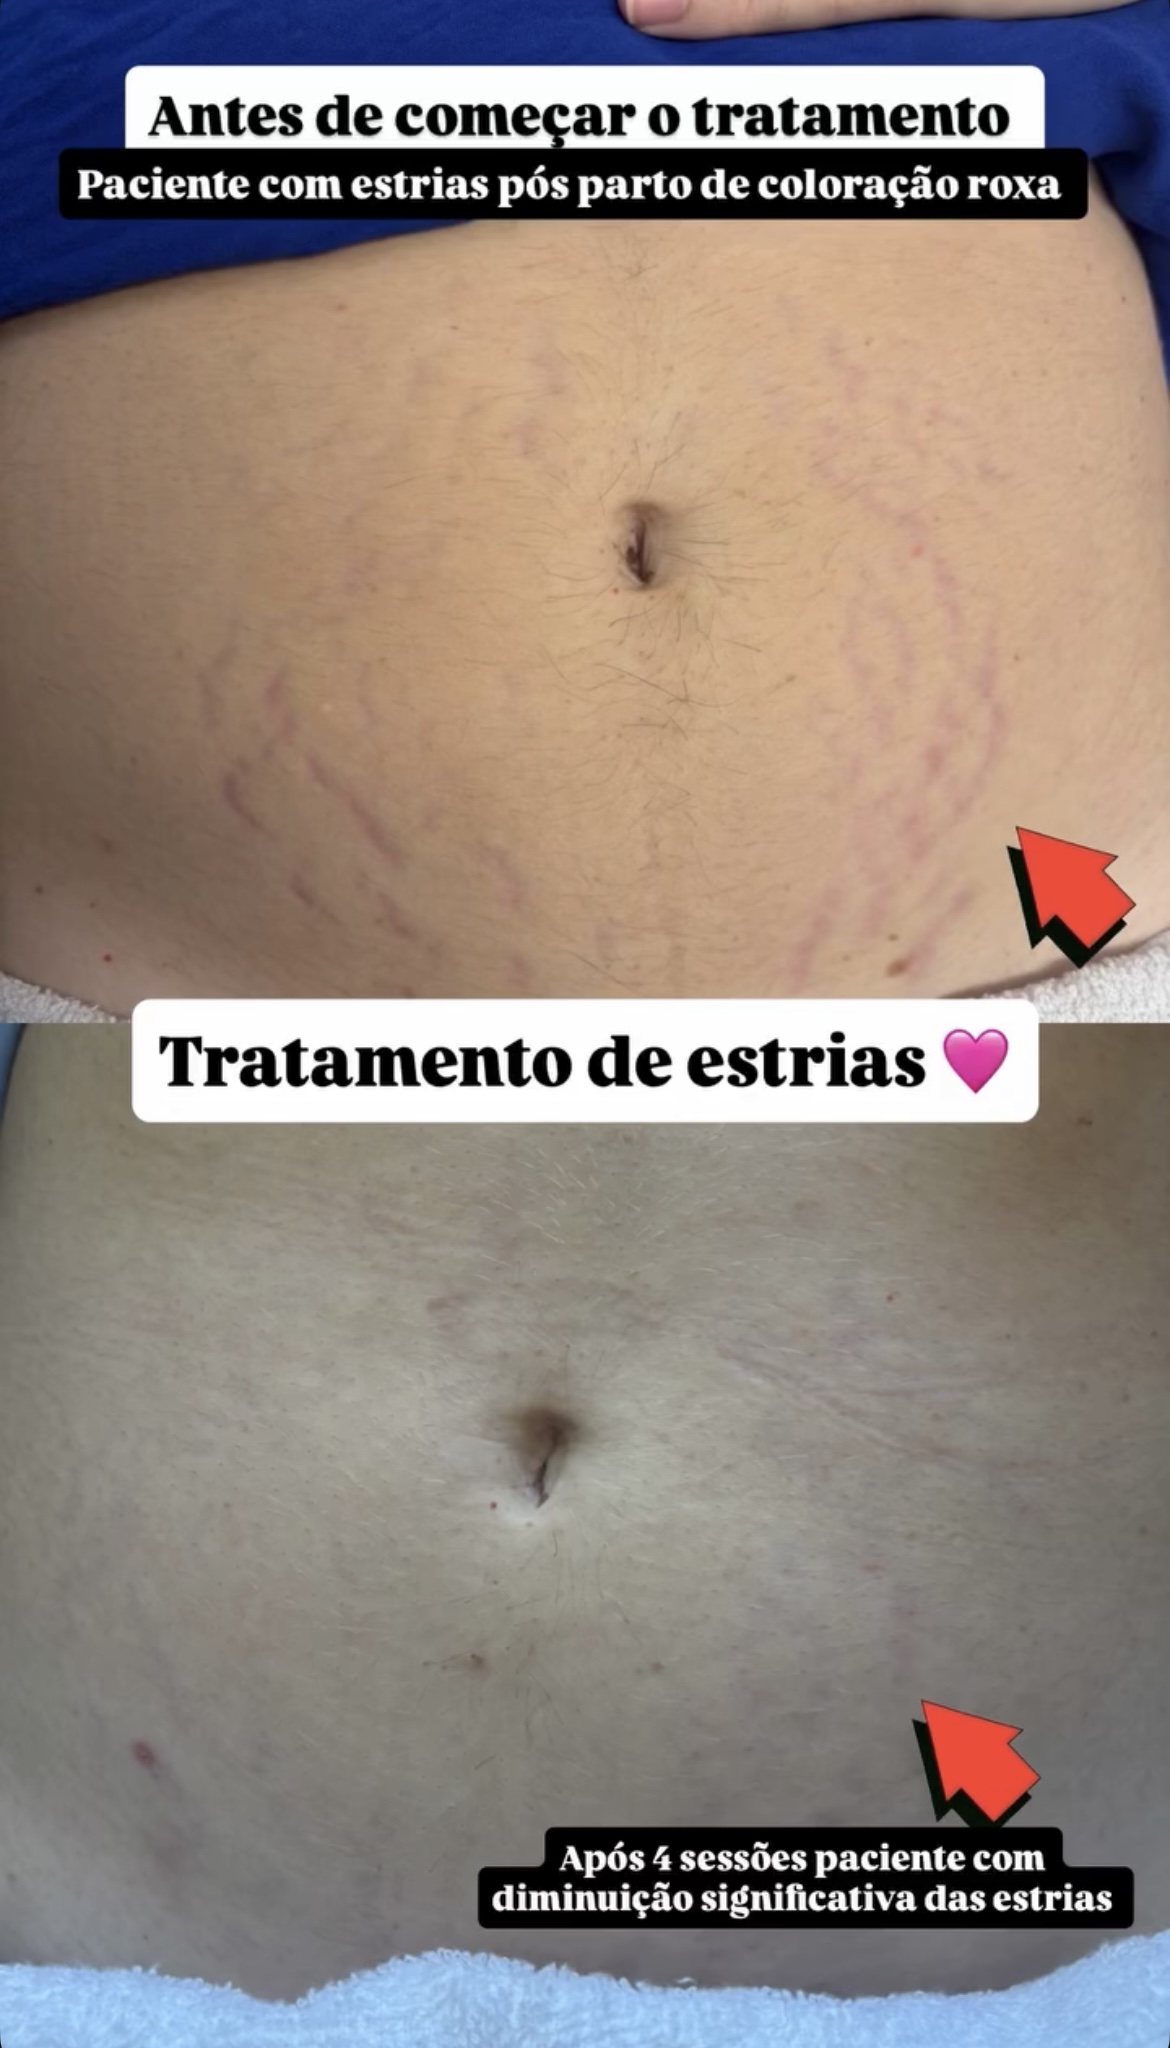 Antes de começar o tratamento
Paciente com estrias pós parto de coloração roxa
Tratamento de estrias 🩷
Após 4 sessões paciente com
diminuição significativa das estrias